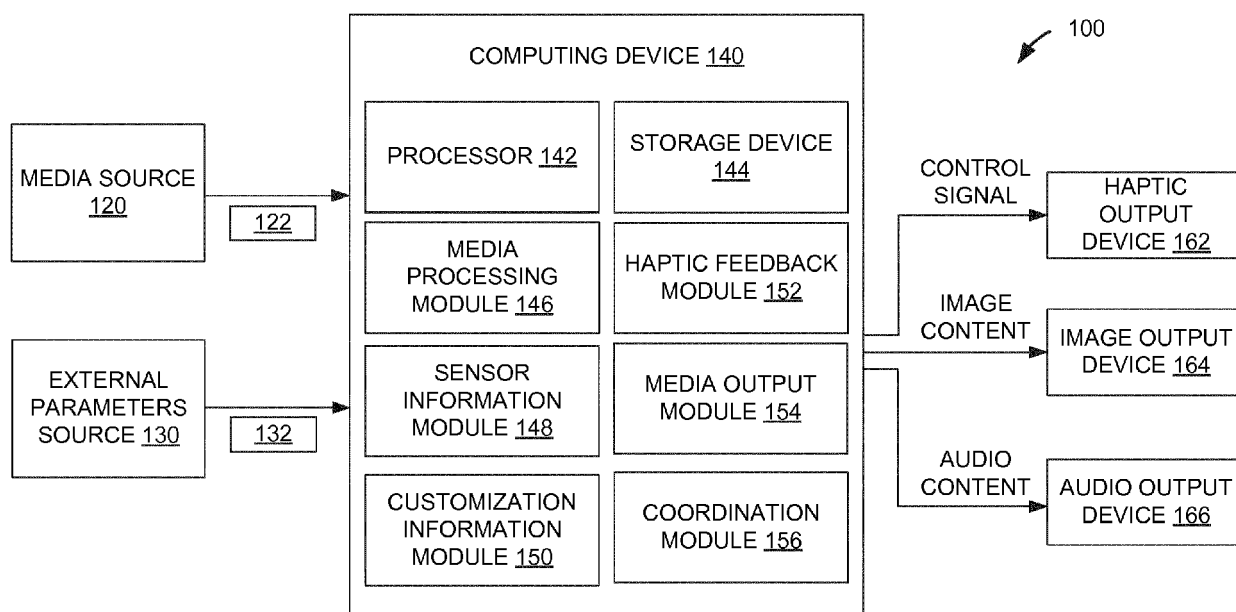 100
COMPUTING DEVICE 140
PROCESSOR 142
STORAGE DEVICE
144
MEDIA SOURCE
120
122
MEDIA
PROCESSING
MODULE 146
HAPTIC FEEDBACK
MODULE 152
EXTERNAL
PARAMETERS
SOURCE 130
132
SENSOR
INFORMATION
MODULE 148
MEDIA OUTPUT
MODULE 154
CUSTOMIZATION
INFORMATION
MODULE 150
COORDINATION
MODULE 156
CONTROL
SIGNAL
HAPTIC
OUTPUT
DEVICE 162
IMAGE
CONTENT
IMAGE OUTPUT
DEVICE 164
AUDIO
CONTENT
AUDIO OUTPUT
DEVICE 166